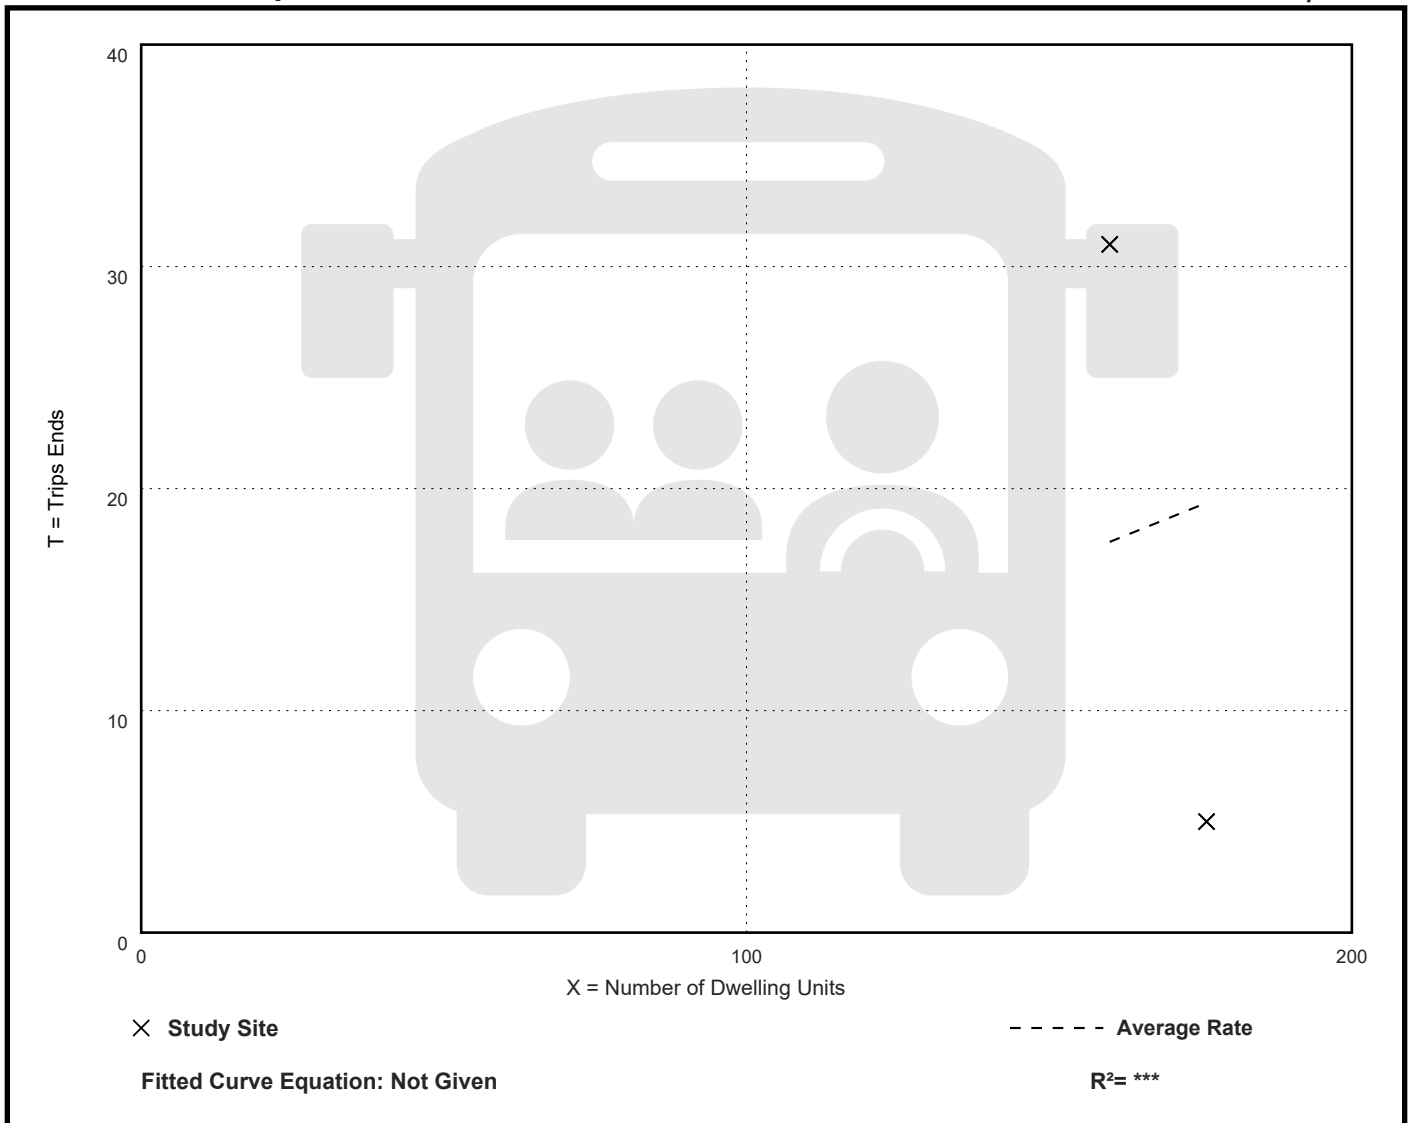 40
30
20
10
0
T = Trips Ends
0 100 200
X = Number of Dwelling Units
Study Site
Average Rate
Fitted Curve Equation: Not Given
R²= ***